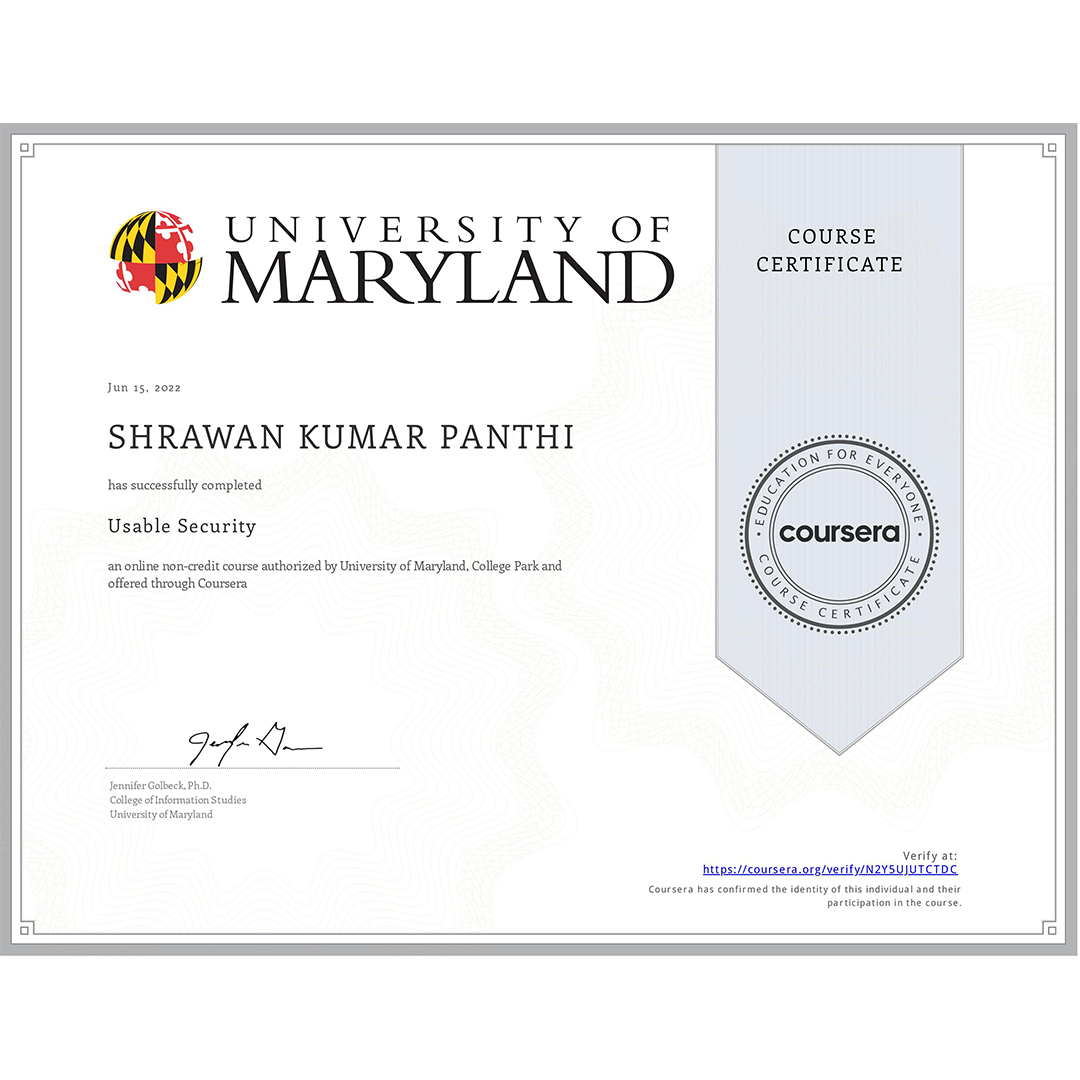 UNIVERSITY OF
MARYLAND
COURSE
CERTIFICATE
Jun 15, 2022
SHRAWAN KUMAR PANTHI
has successfully completed
Usable Security
an online non-credit course authorized by University of Maryland, College Park and
offered through Coursera
EDUCATION FOR EVERYONE
coursera
COURSE CERTIFICATE
Jennifer Golbeck, Ph.D.
College of Information Studies
University of Maryland
Verify at:
https://coursera.org/verify/N2Y5UJUTCTDC
Coursera has confirmed the identity of this individual and their
participation in the course.